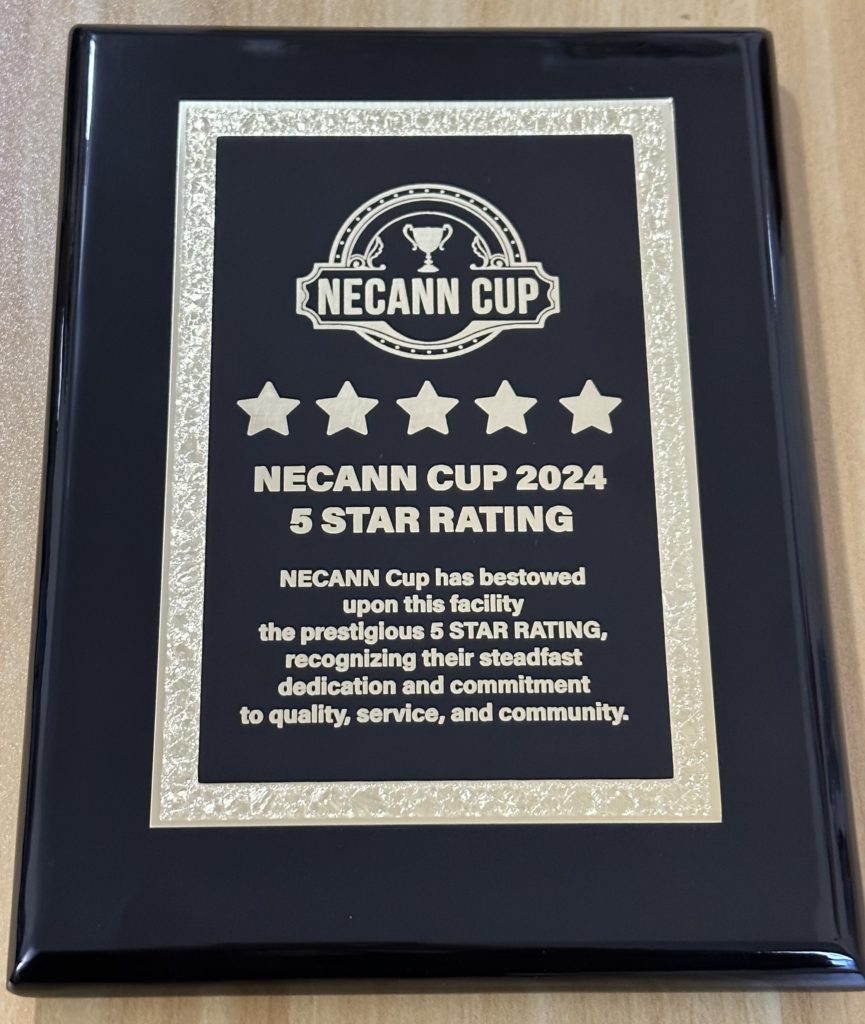 NECANN CUP
NECANN CUP 2024
5 STAR RATING
NECANN Cup has bestowed
upon this facility
the prestigious 5 STAR RATING,
recognizing their steadfast
dedication and commitment
to quality, service, and community.